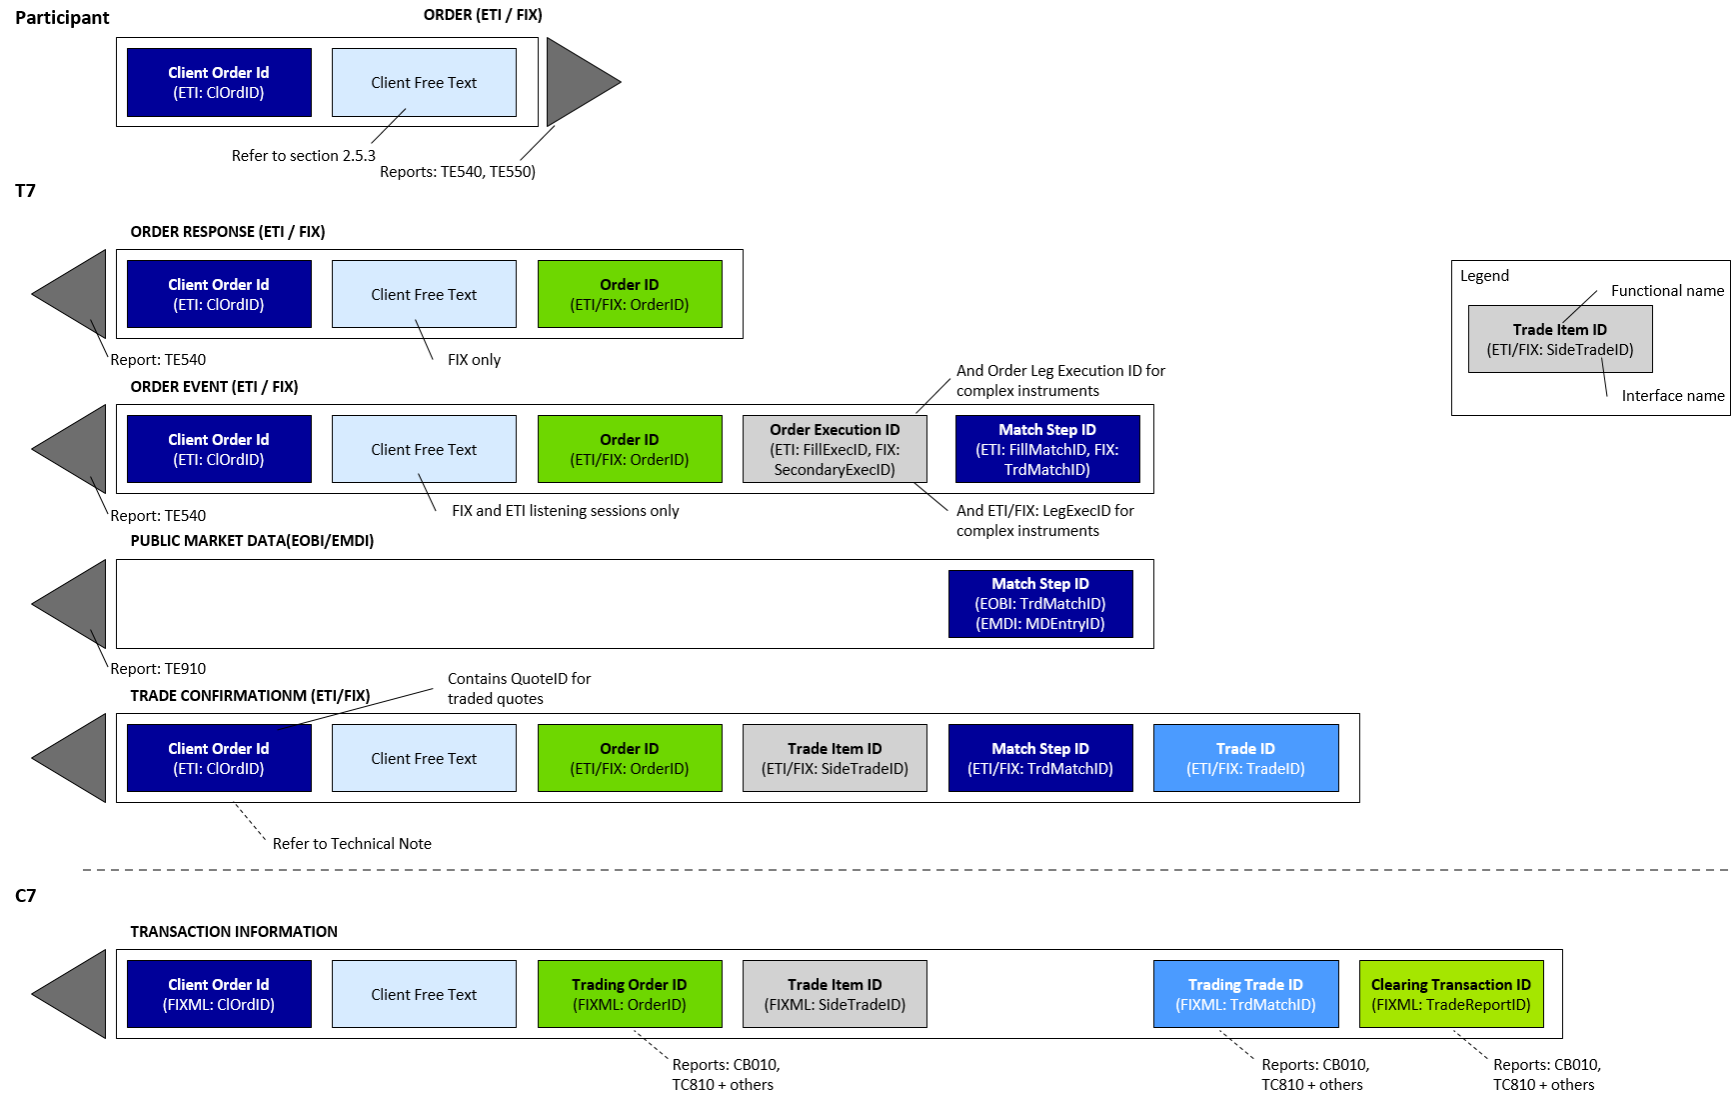 Participant
ORDER (ETI / FIX)
Client Order Id
(ETI: ClOrdID)
Client Free Text
Refer to section 2.5.3
Reports: TE540, TE550)
T7
ORDER RESPONSE (ETI / FIX)
Client Order Id
(ETI: ClOrdID)
Client Free Text
Order ID
(ETI/FIX: OrderID)
Report: TE540
FIX only
Legend
Functional name
Trade Item ID
(ETI/FIX: SideTradeID)
Interface name
ORDER EVENT (ETI / FIX)
And Order Leg Execution ID for
complex instruments
Client Order Id
(ETI: ClOrdID)
Client Free Text
Order ID
(ETI/FIX: OrderID)
Order Execution ID
(ETI: FillExecID, FIX:
SecondaryExecID)
Match Step ID
(ETI: FillMatchID, FIX:
TrdMatchID)
Report: TE540
FIX and ETI listening sessions only
And ETI/FIX: LegExecID for
complex instruments
PUBLIC MARKET DATA(EOBI/EMDI)
Match Step ID
(EOBI: TrdMatchID)
(EMDI: MDEntryID)
Report: TE910
Contains QuoteID for
traded quotes
TRADE CONFIRMATIONM (ETI/FIX)
Client Order Id
(ETI: ClOrdID)
Client Free Text
Order ID
(ETI/FIX: OrderID)
Trade Item ID
(ETI/FIX: SideTradeID)
Match Step ID
(ETI/FIX: TrdMatchID)
Trade ID
(ETI/FIX: TradeID)
Refer to Technical Note
C7
TRANSACTION INFORMATION
Client Order Id
(FIXML: ClOrdID)
Client Free Text
Trading Order ID
(FIXML: OrderID)
Trade Item ID
(FIXML: SideTradeID)
Trading Trade ID
(FIXML: TrdMatchID)
Clearing Transaction ID
(FIXML: TradeReportID)
Reports: CB010,
TC810 + others
Reports: CB010,
TC810 + others
Reports: CB010,
TC810 + others